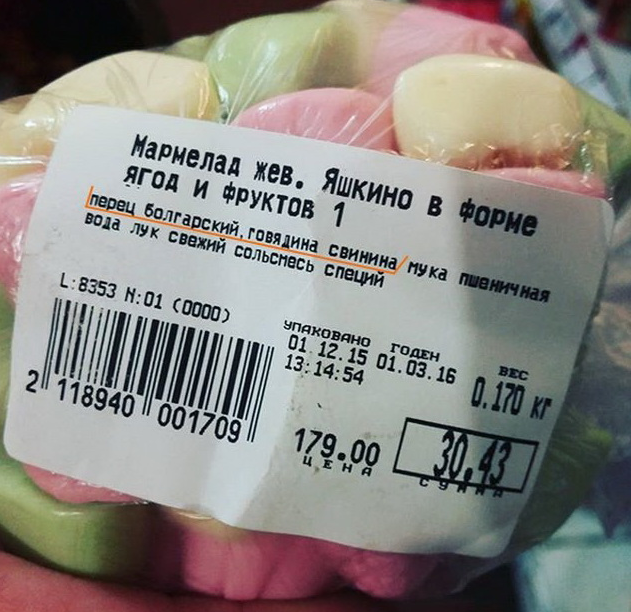 Мармелад жев. Яшкино в форме
ягод и фруктов 1
перец болгарский,говядина свинина/мука пшеничная
вода лук свежий сольсмесь специй
L:8353 N:01 (0000)
УПАКОВАНО ГОДЕН ВЕС
01.12.15 01.03.16 0.170 кг
13:14:54
2 118940 001709
179.00 30,43
ЦЕНА СУММА